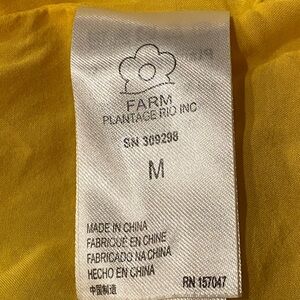 FARM
PLANTAGE RIO INC
SN 309298
M
MADE IN CHINA
FABRIQUÉ EN CHINE
FABRICADO NA CHINA
HECHO EN CHINA
中国制造 RN 157047